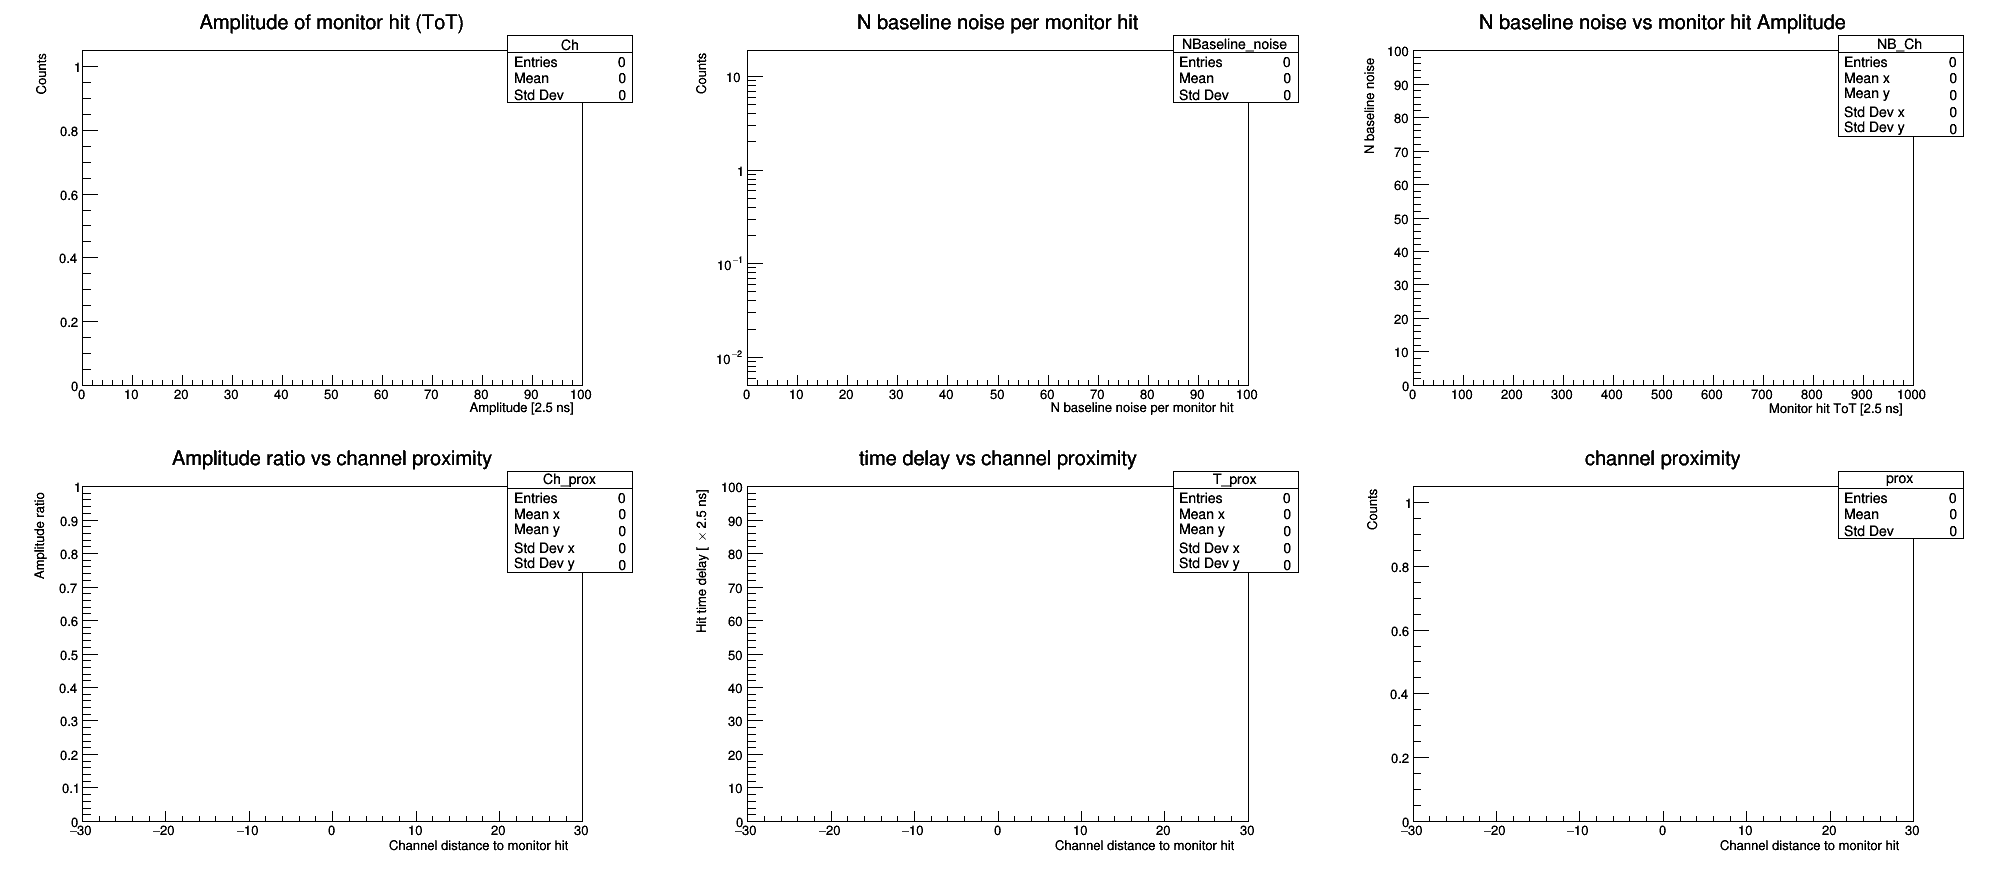 Amplitude of monitor hit (ToT)
Counts
Ch
Entries 0
Mean 0
Std Dev 0
1
0.8
0.6
0.4
0.2
0
0 10 20 30 40 50 60 70 80 90 100
Amplitude [2.5 ns]
N baseline noise per monitor hit
Counts
NBaseline_noise
Entries 0
Mean 0
Std Dev 0
10
1
10⁻¹
10⁻²
0 10 20 30 40 50 60 70 80 90 100
N baseline noise per monitor hit
N baseline noise vs monitor hit Amplitude
N baseline noise
NB_Ch
Entries 0
Mean x 0
Mean y 0
Std Dev x 0
Std Dev y 0
100
90
80
70
60
50
40
30
20
10
0
0 100 200 300 400 500 600 700 800 900 1000
Monitor hit ToT [2.5 ns]
Amplitude ratio vs channel proximity
Amplitude ratio
Ch_prox
Entries 0
Mean x 0
Mean y 0
Std Dev x 0
Std Dev y 0
1
0.9
0.8
0.7
0.6
0.5
0.4
0.3
0.2
0.1
0
−30 −20 −10 0 10 20 30
Channel distance to monitor hit
time delay vs channel proximity
Hit time delay [ × 2.5 ns]
T_prox
Entries 0
Mean x 0
Mean y 0
Std Dev x 0
Std Dev y 0
100
90
80
70
60
50
40
30
20
10
0
−30 −20 −10 0 10 20 30
Channel distance to monitor hit
channel proximity
Counts
prox
Entries 0
Mean 0
Std Dev 0
1
0.8
0.6
0.4
0.2
0
−30 −20 −10 0 10 20 30
Channel distance to monitor hit